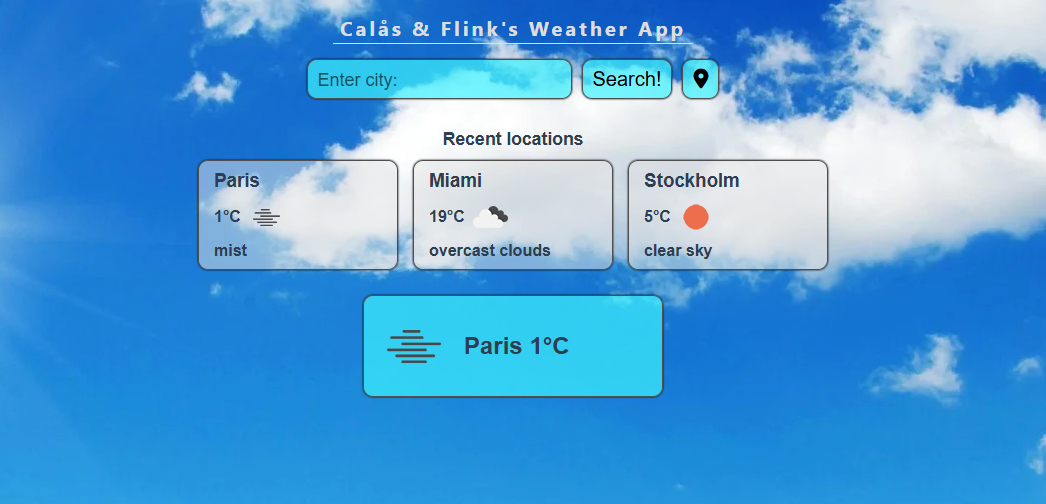 Calås & Flink's Weather App
Enter city:
Search!
Recent locations
Paris
1°C
mist
Miami
19°C
overcast clouds
Stockholm
5°C
clear sky
Paris 1°C